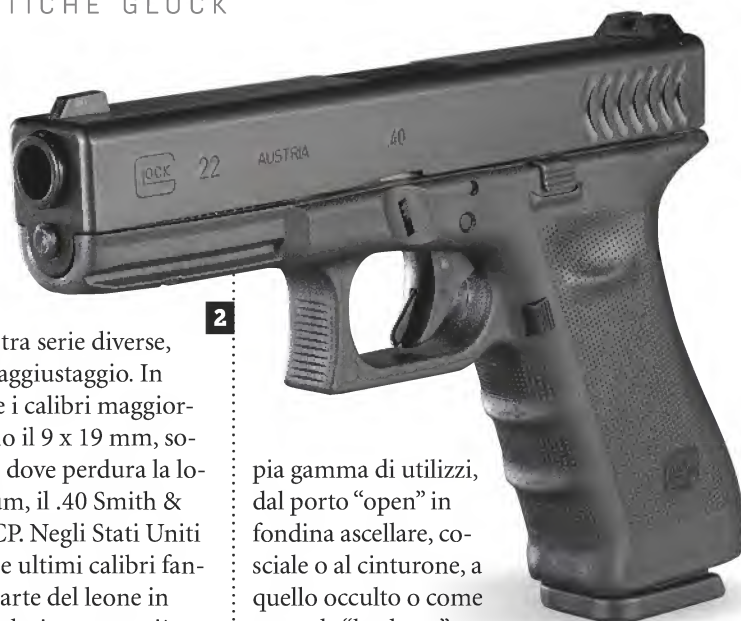 TICHE GLOCK
GLOCK 22 AUSTRIA .40
2
tra serie diverse,
aggiustaggio. In
e i calibri maggior-
o il 9 x 19 mm, so-
dove perdura la lo-
um, il .40 Smith &
CP. Negli Stati Uniti
e ultimi calibri fan-
arte del leone in
pia gamma di utilizzi,
dal porto “open” in
fondina ascellare, co-
sciale o al cinturone, a
quello occulto o come
GLOCK